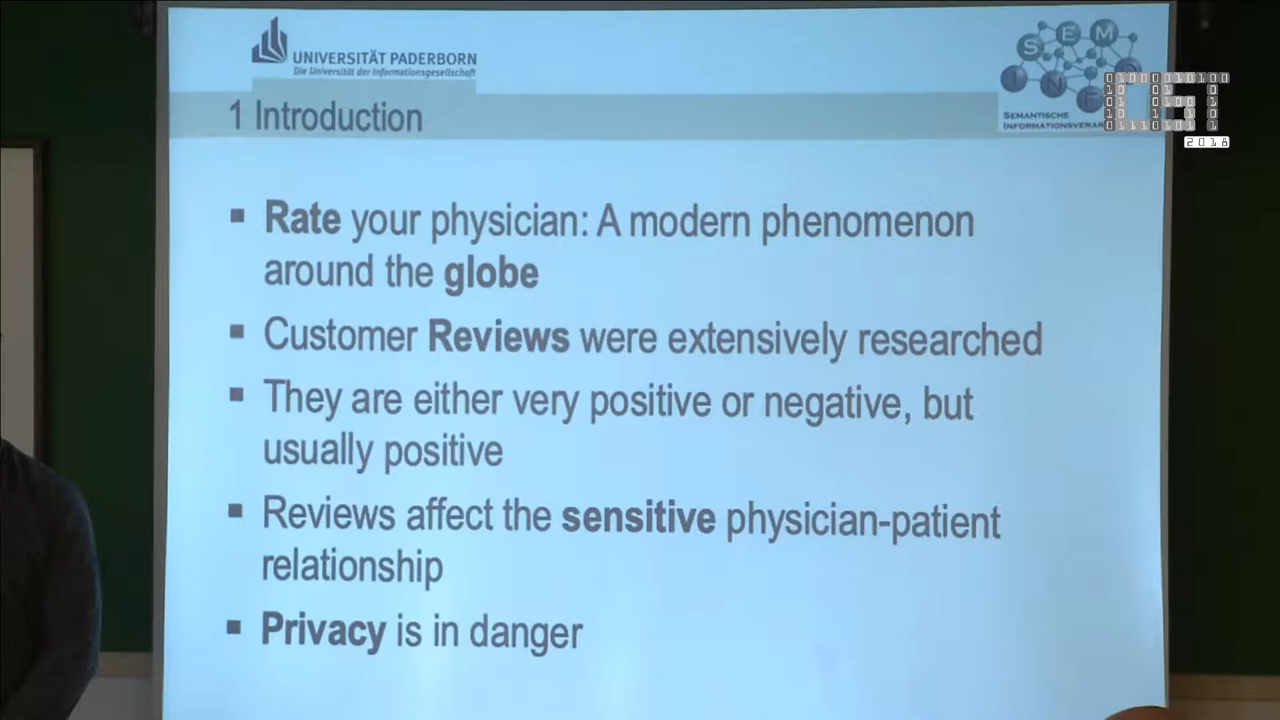 UNIVERSITÄT PADERBORN
Die Universität der Informationsgesellschaft
S E M
I N F
SEMANTISCHE
1 Introduction
2018
▪ Rate your physician: A modern phenomenon
around the globe
▪ Customer Reviews were extensively researched
▪ They are either very positive or negative, but
usually positive
▪ Reviews affect the sensitive physician-patient
relationship
▪ Privacy is in danger